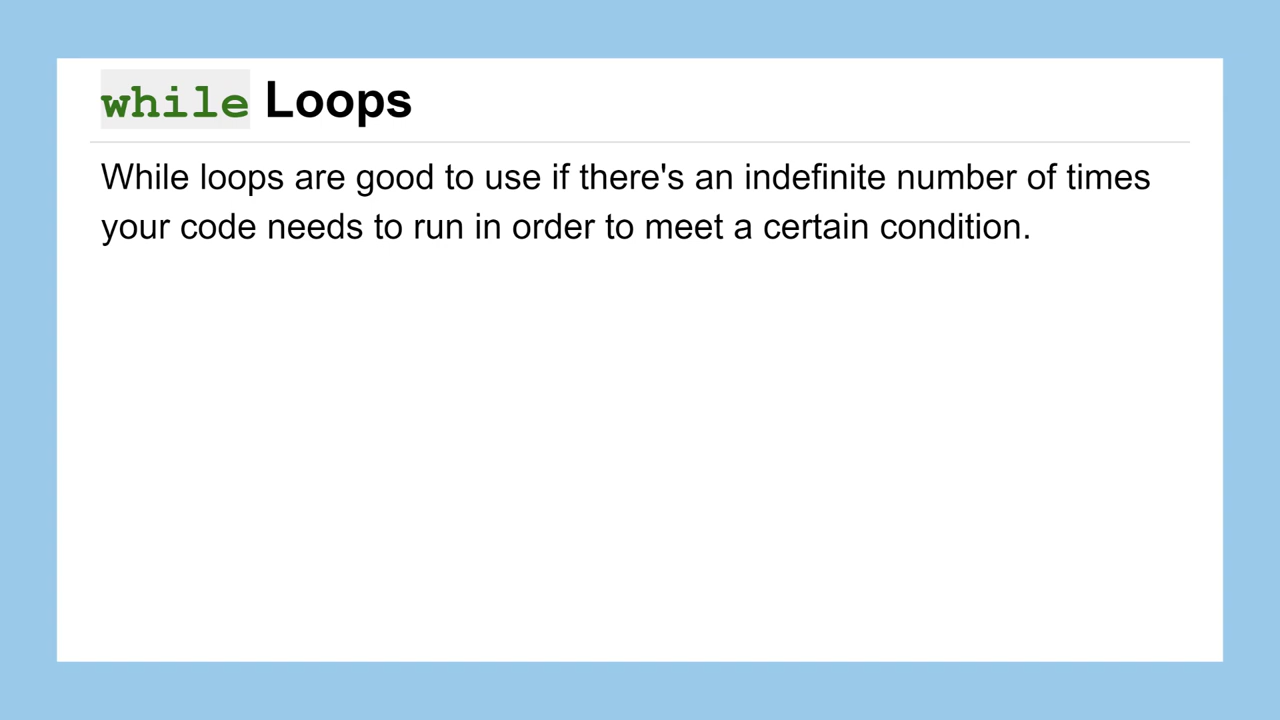 while Loops
While loops are good to use if there's an indefinite number of times
your code needs to run in order to meet a certain condition.